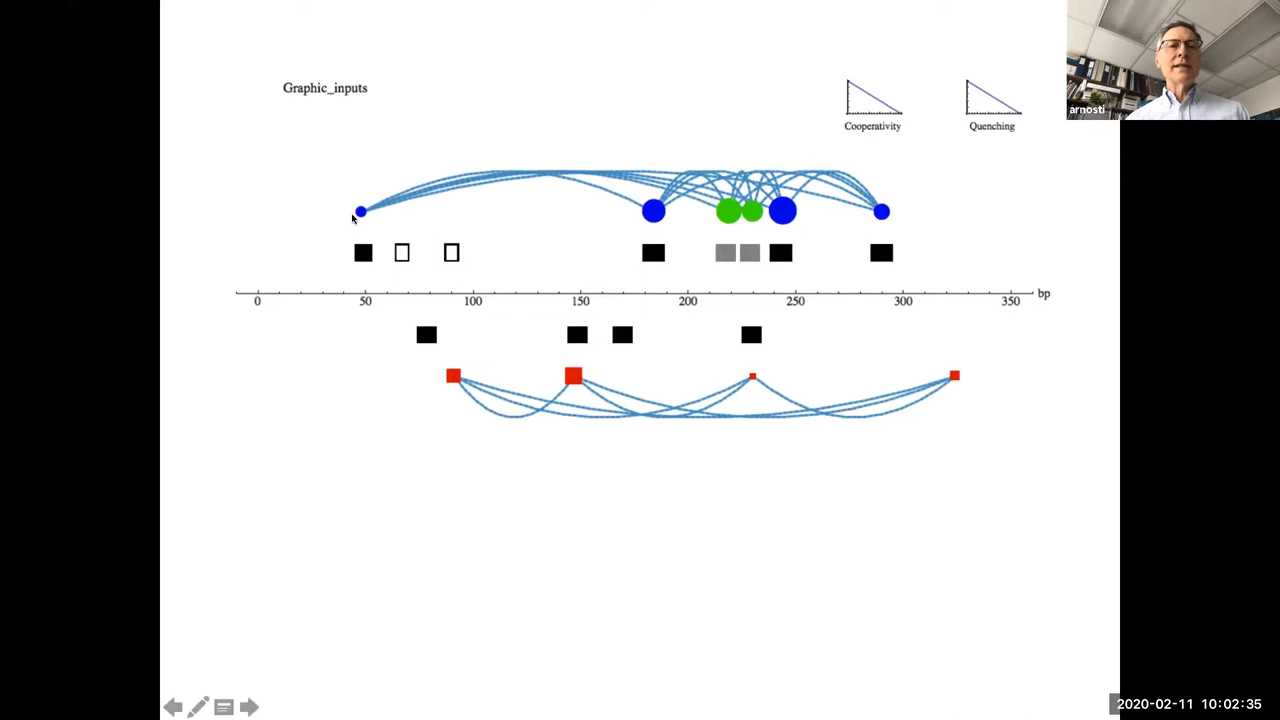 Graphic_inputs
Cooperativity
Quenching
arnosti
0 50 100 150 200 250 300 350 bp
2020-02-11 10:02:35